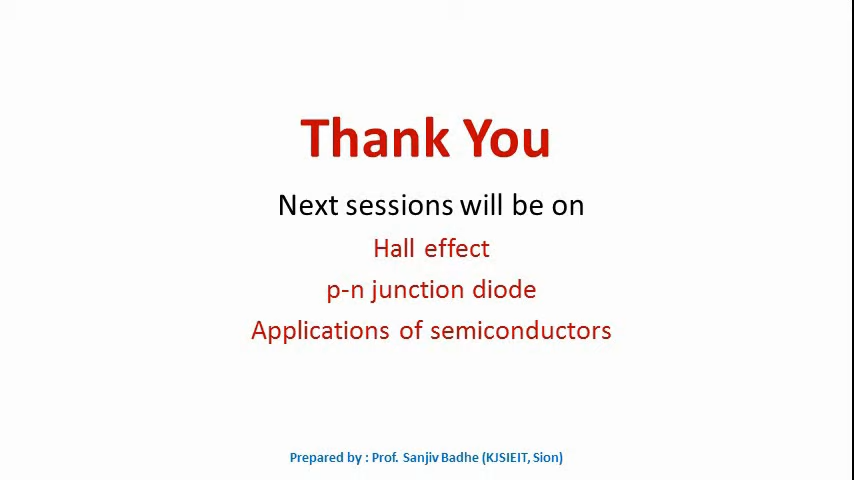 Thank You
Next sessions will be on
Hall effect
p-n junction diode
Applications of semiconductors
Prepared by : Prof. Sanjiv Badhe (KJSIEIT, Sion)